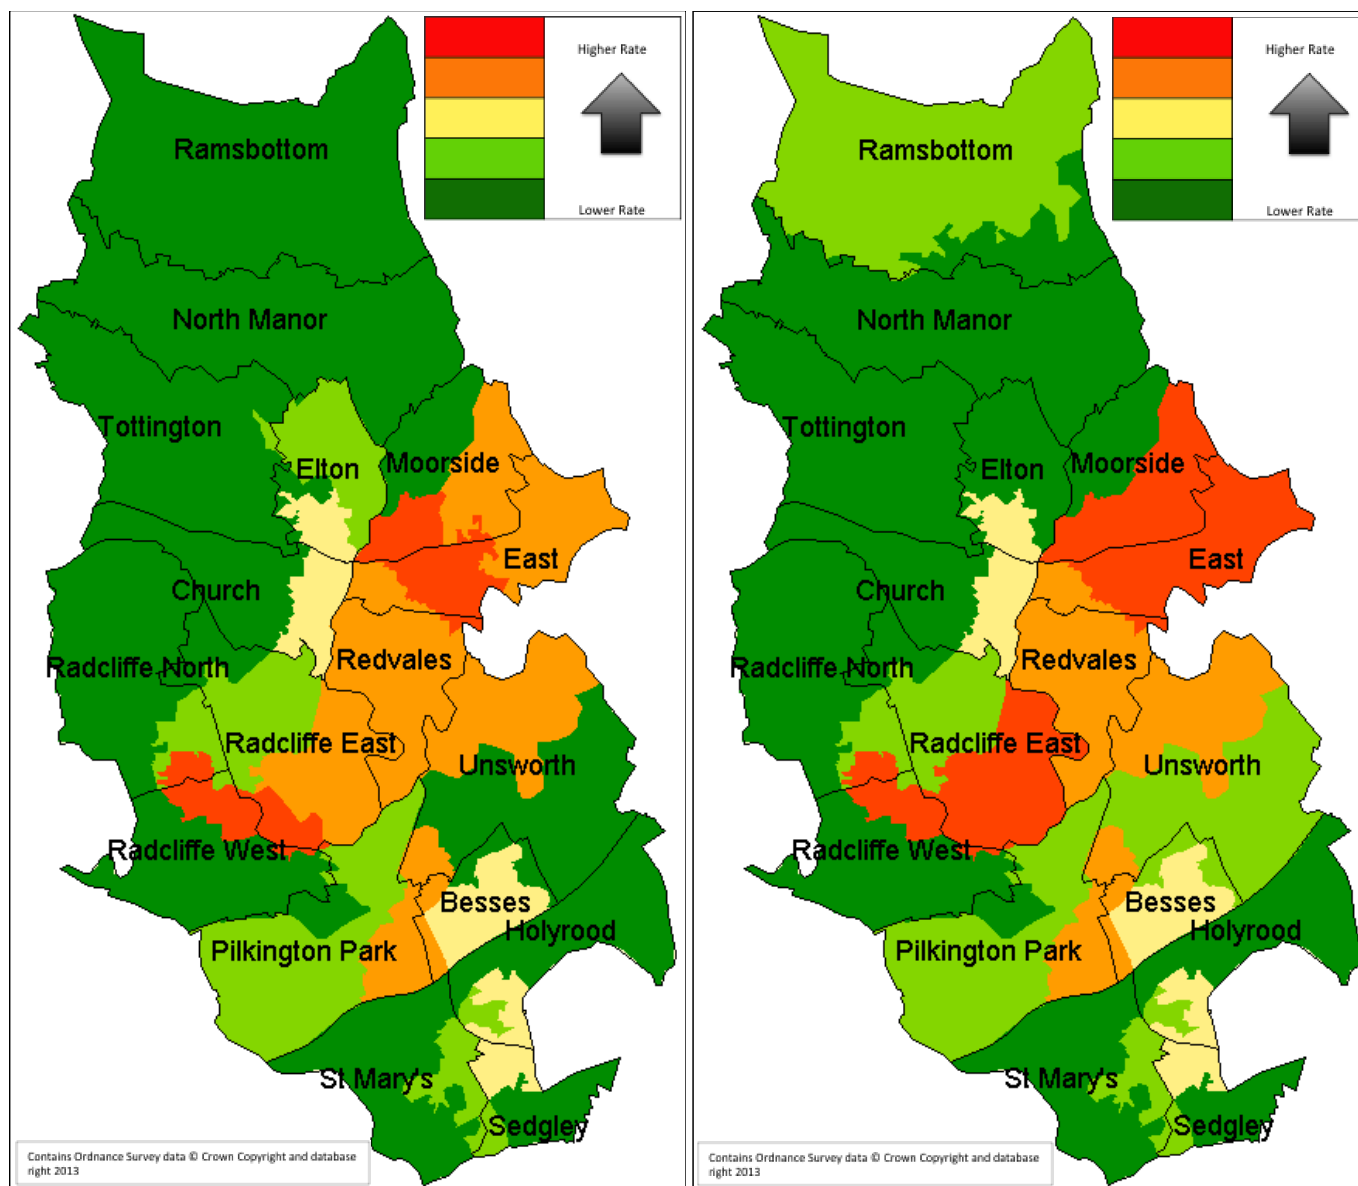 Higher Rate
Lower Rate
Ramsbottom
North Manor
Tottington
Elton
Moorside
East
Church
Redvales
Radcliffe North
Radcliffe East
Unsworth
Radcliffe West
Besses
Holyrood
Pilkington Park
St Mary's
Sedgley
Contains Ordnance Survey data © Crown Copyright and database
right 2013
Higher Rate
Lower Rate
Ramsbottom
North Manor
Tottington
Elton
Moorside
East
Church
Redvales
Radcliffe North
Radcliffe East
Unsworth
Radcliffe West
Besses
Holyrood
Pilkington Park
St Mary's
Sedgley
Contains Ordnance Survey data © Crown Copyright and database
right 2013